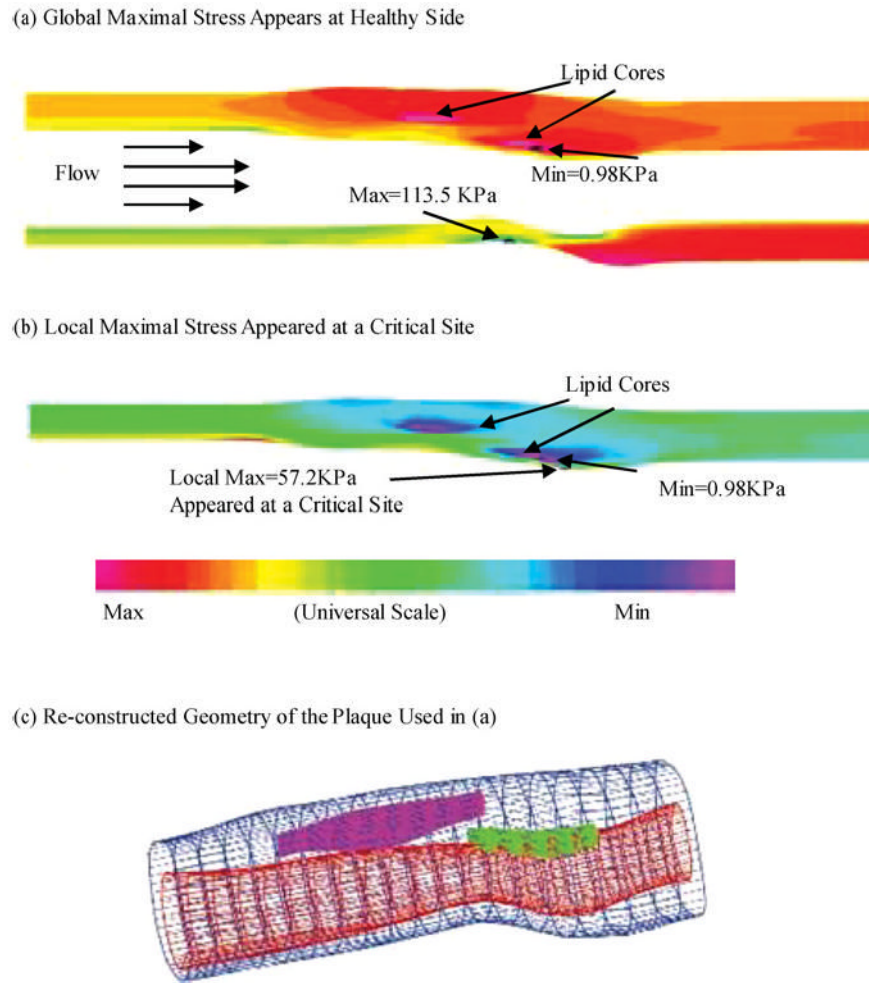 (a) Global Maximal Stress Appears at Healthy Side
Lipid Cores
Flow
Min=0.98KPa
Max=113.5 KPa
(b) Local Maximal Stress Appeared at a Critical Site
Lipid Cores
Local Max=57.2KPa
Appeared at a Critical Site
Min=0.98KPa
Max (Universal Scale) Min
(c) Re-constructed Geometry of the Plaque Used in (a)